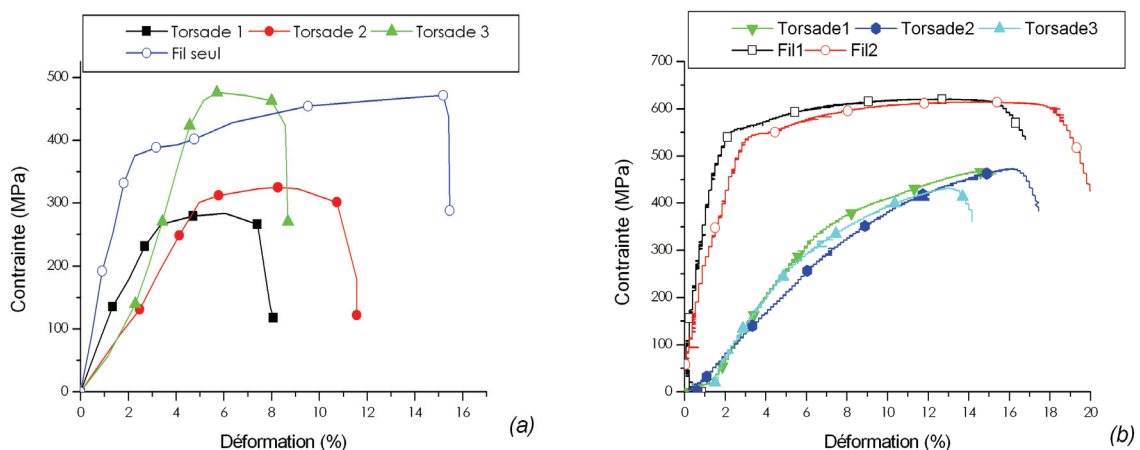 Torsade 1 Torsade 2 Torsade 3
Fil seul
500
400
300
200
100
0
Contrainte (MPa)
0 2 4 6 8 10 12 14 16
Déformation (%)
(a)
Torsade1 Torsade2 Torsade3
Fil1 Fil2
700
600
500
400
300
200
100
0
Contrainte (MPa)
0 2 4 6 8 10 12 14 16 18 20
Déformation (%)
(b)